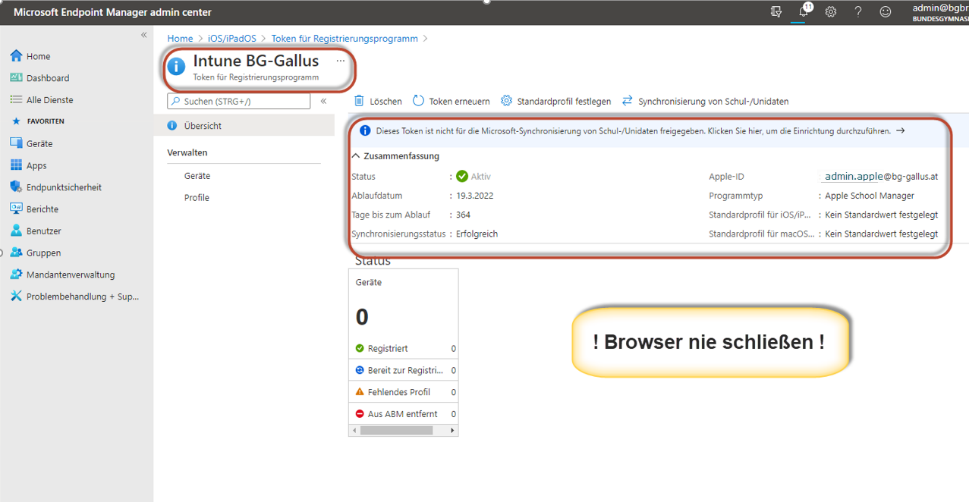 Microsoft Endpoint Manager admin center
11
admin@bgbr
BUNDESGYMNAS
«
Home
Dashboard
Alle Dienste
FAVORITEN
Geräte
Apps
Endpunktsicherheit
Berichte
Benutzer
Gruppen
Mandantenverwaltung
Problembehandlung + Sup...
Home > iOS/iPadOS > Token für Registrierungsprogramm >
Intune BG-Gallus ...
Token für Registrierungsprogramm
Suchen (STRG+/) «
Übersicht
Verwalten
Geräte
Profile
Löschen Token erneuern Standardprofil festlegen Synchronisierung von Schul-/Unidaten
Dieses Token ist nicht für die Microsoft-Synchronisierung von Schul-/Unidaten freigegeben. Klicken Sie hier, um die Einrichtung durchzuführen. →
Zusammenfassung
Status : Aktiv
Ablaufdatum : 19.3.2022
Tage bis zum Ablauf : 364
Synchronisierungsstatus : Erfolgreich
Apple-ID : admin.apple@bg-gallus.at
Programmtyp : Apple School Manager
Standardprofil für iOS/iP... : Kein Standardwert festgelegt
Standardprofil für macOS... : Kein Standardwert festgelegt
Status
Geräte
0
Registriert 0
Bereit zur Registri... 0
Fehlendes Profil 0
Aus ABM entfernt 0
! Browser nie schließen !